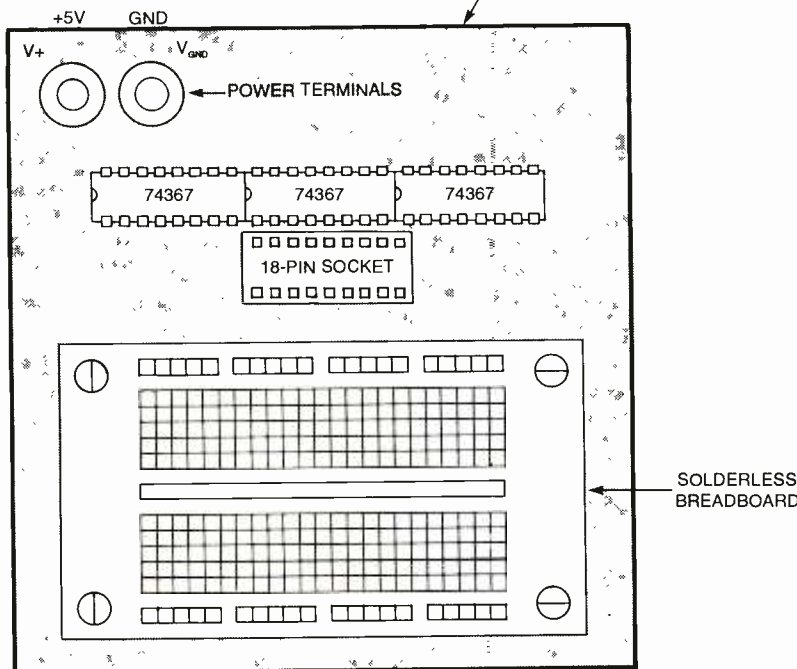 +5V GND
V+ VGND
POWER TERMINALS
74367 74367 74367
18-PIN SOCKET
SOLDERLESS
BREADBOARD